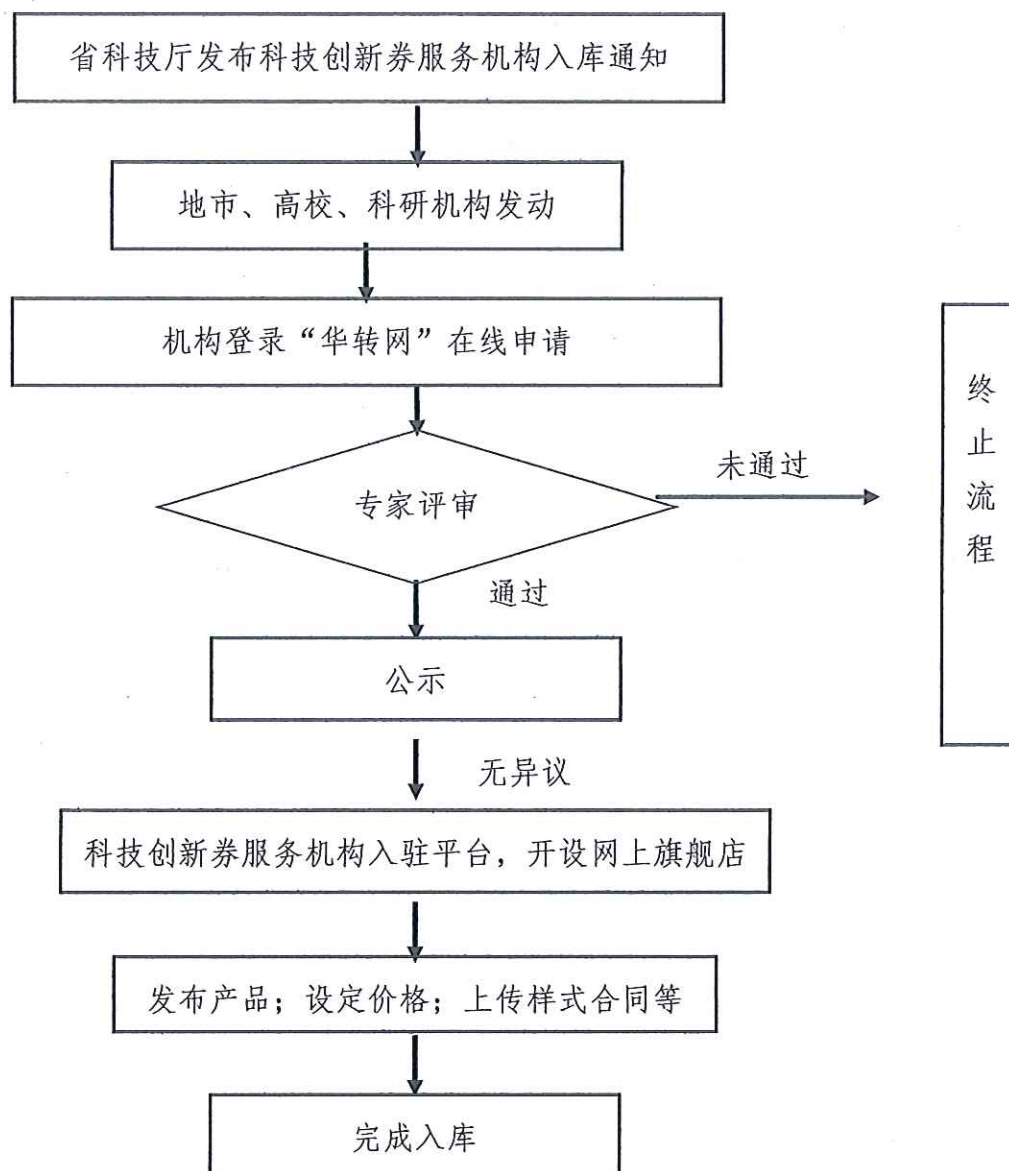 省科技厅发布科技创新券服务机构入库通知
地市、高校、科研机构发动
机构登录“华转网”在线申请
专家评审
未通过
终
止
流
程
通过
公示
无异议
科技创新券服务机构入驻平台，开设网上旗舰店
发布产品；设定价格；上传样式合同等
完成入库